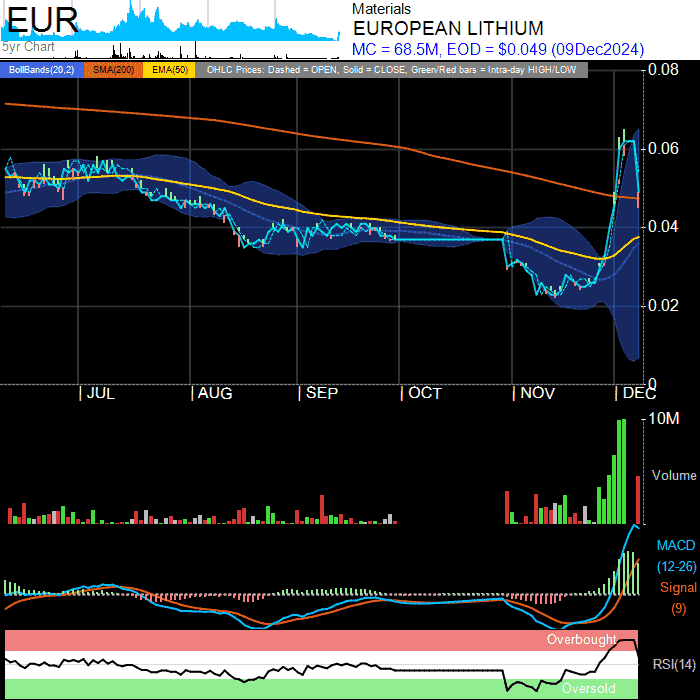 EUR
5yr Chart
Materials
EUROPEAN LITHIUM
MC = 68.5M, EOD = $0.049 (09Dec2024)
BollBands(20,2) SMA(200) EMA(50) OHLC Prices: Dashed = OPEN, Solid = CLOSE, Green/Red bars = Intra-day HIGH/LOW
0.08
0.06
0.04
0.02
0
JUL AUG SEP OCT NOV DEC
10M
Volume
MACD
(12-26)
Signal
(9)
Overbought
RSI(14)
Oversold